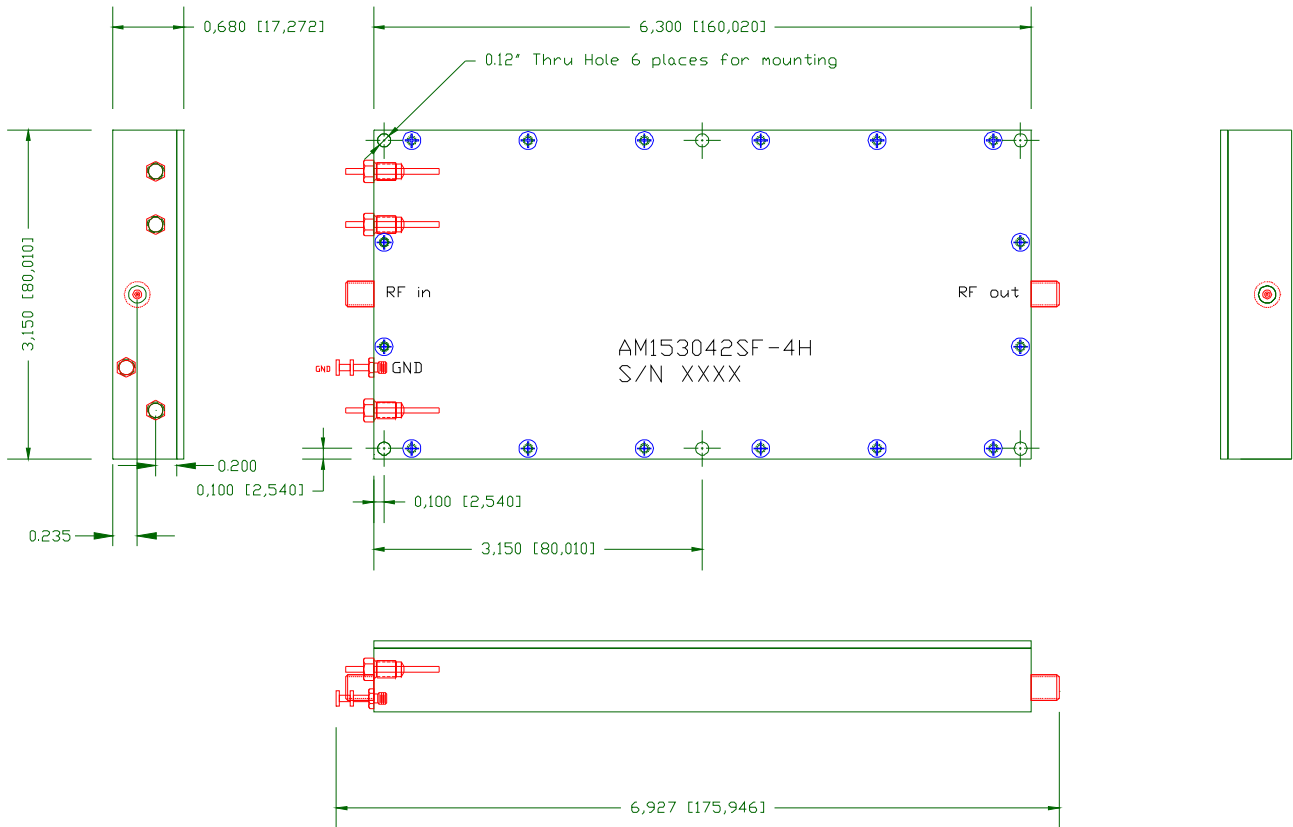 0,680 [17,272]
6,300 [160,020]
0.12" Thru Hole 6 places for mounting
3,150 [80,010]
RF in
RF out
AM153042SF-4H
S/N XXXX
GND
GND
0.200
0,100 [2,540]
0,100 [2,540]
0.235
3,150 [80,010]
6,927 [175,946]